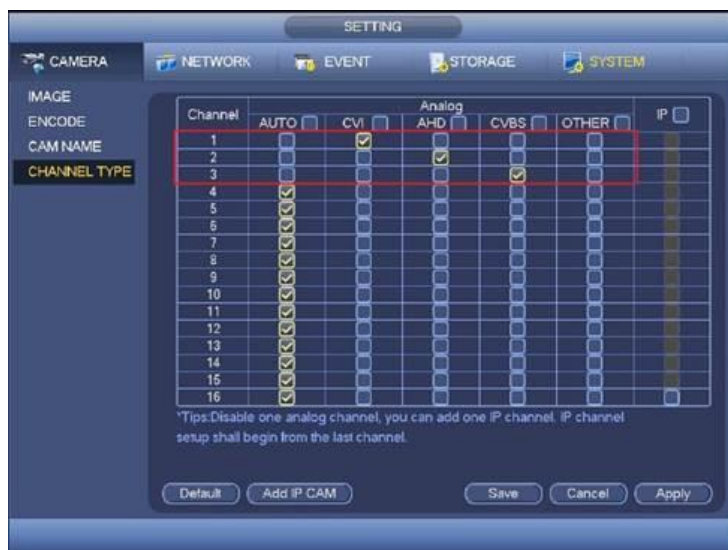 SETTING
CAMERA NETWORK EVENT STORAGE SYSTEM
IMAGE
ENCODE
CAM NAME
CHANNEL TYPE
Channel Analog IP
AUTO CVI AHD CVBS OTHER
1
2
3
4
5
6
7
8
9
10
11
12
13
14
15
16
*Tips:Disable one analog channel, you can add one IP channel. IP channel
setup shall begin from the last channel.
Default Add IP CAM Save Cancel Apply